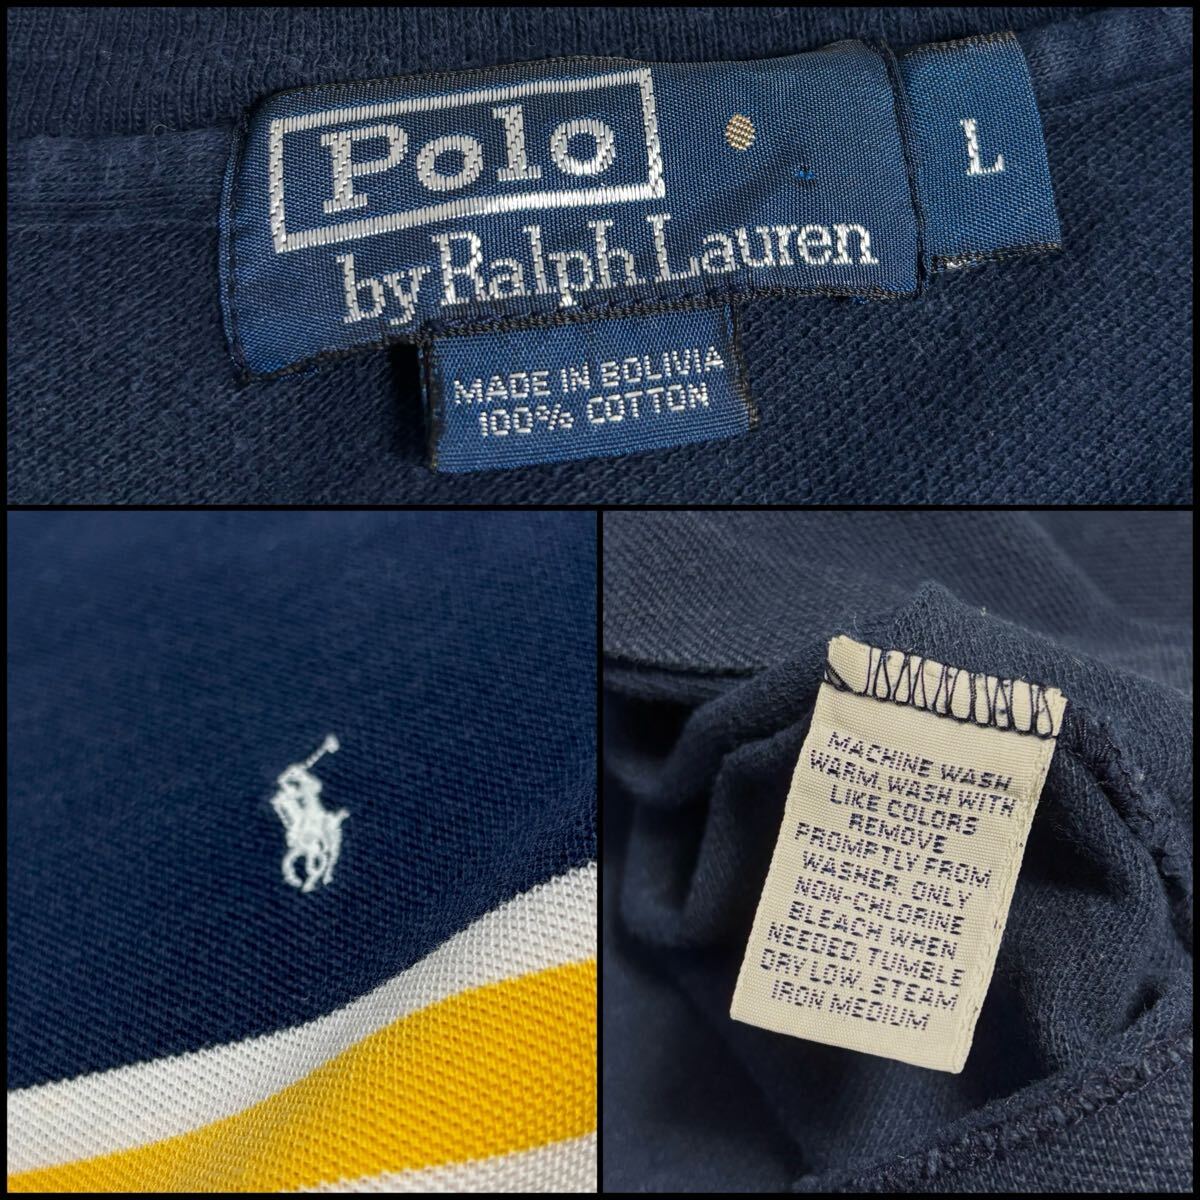 Polo
by Ralph Lauren
L
MADE IN BOLIVIA
100% COTTON
MACHINE WASH
WARM. WASH WITH
LIKE COLORS
REMOVE
PROMPTLY FROM
WASHER. ONLY
NON-CHLORINE
BLEACH WHEN
NEEDED. TUMBLE
DRY LOW. STEAM
IRON MEDIUM